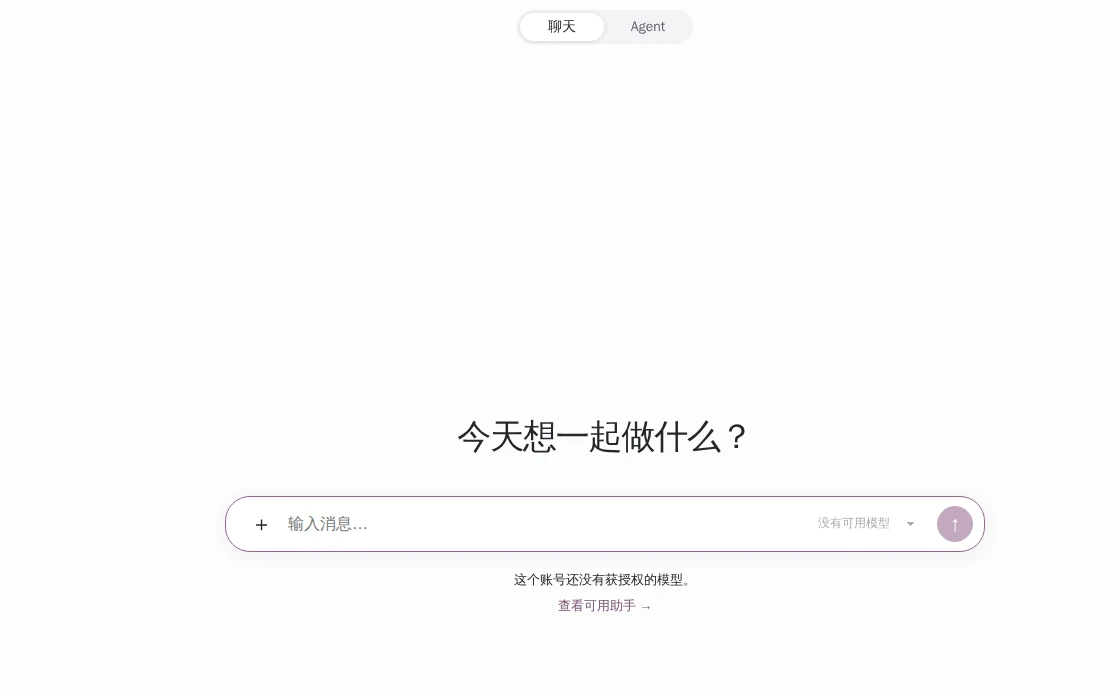 聊天 Agent
今天想一起做什么？
+ 输入消息... 没有可用模型 ↑
这个账号还没有获授权的模型。
查看可用助手 →